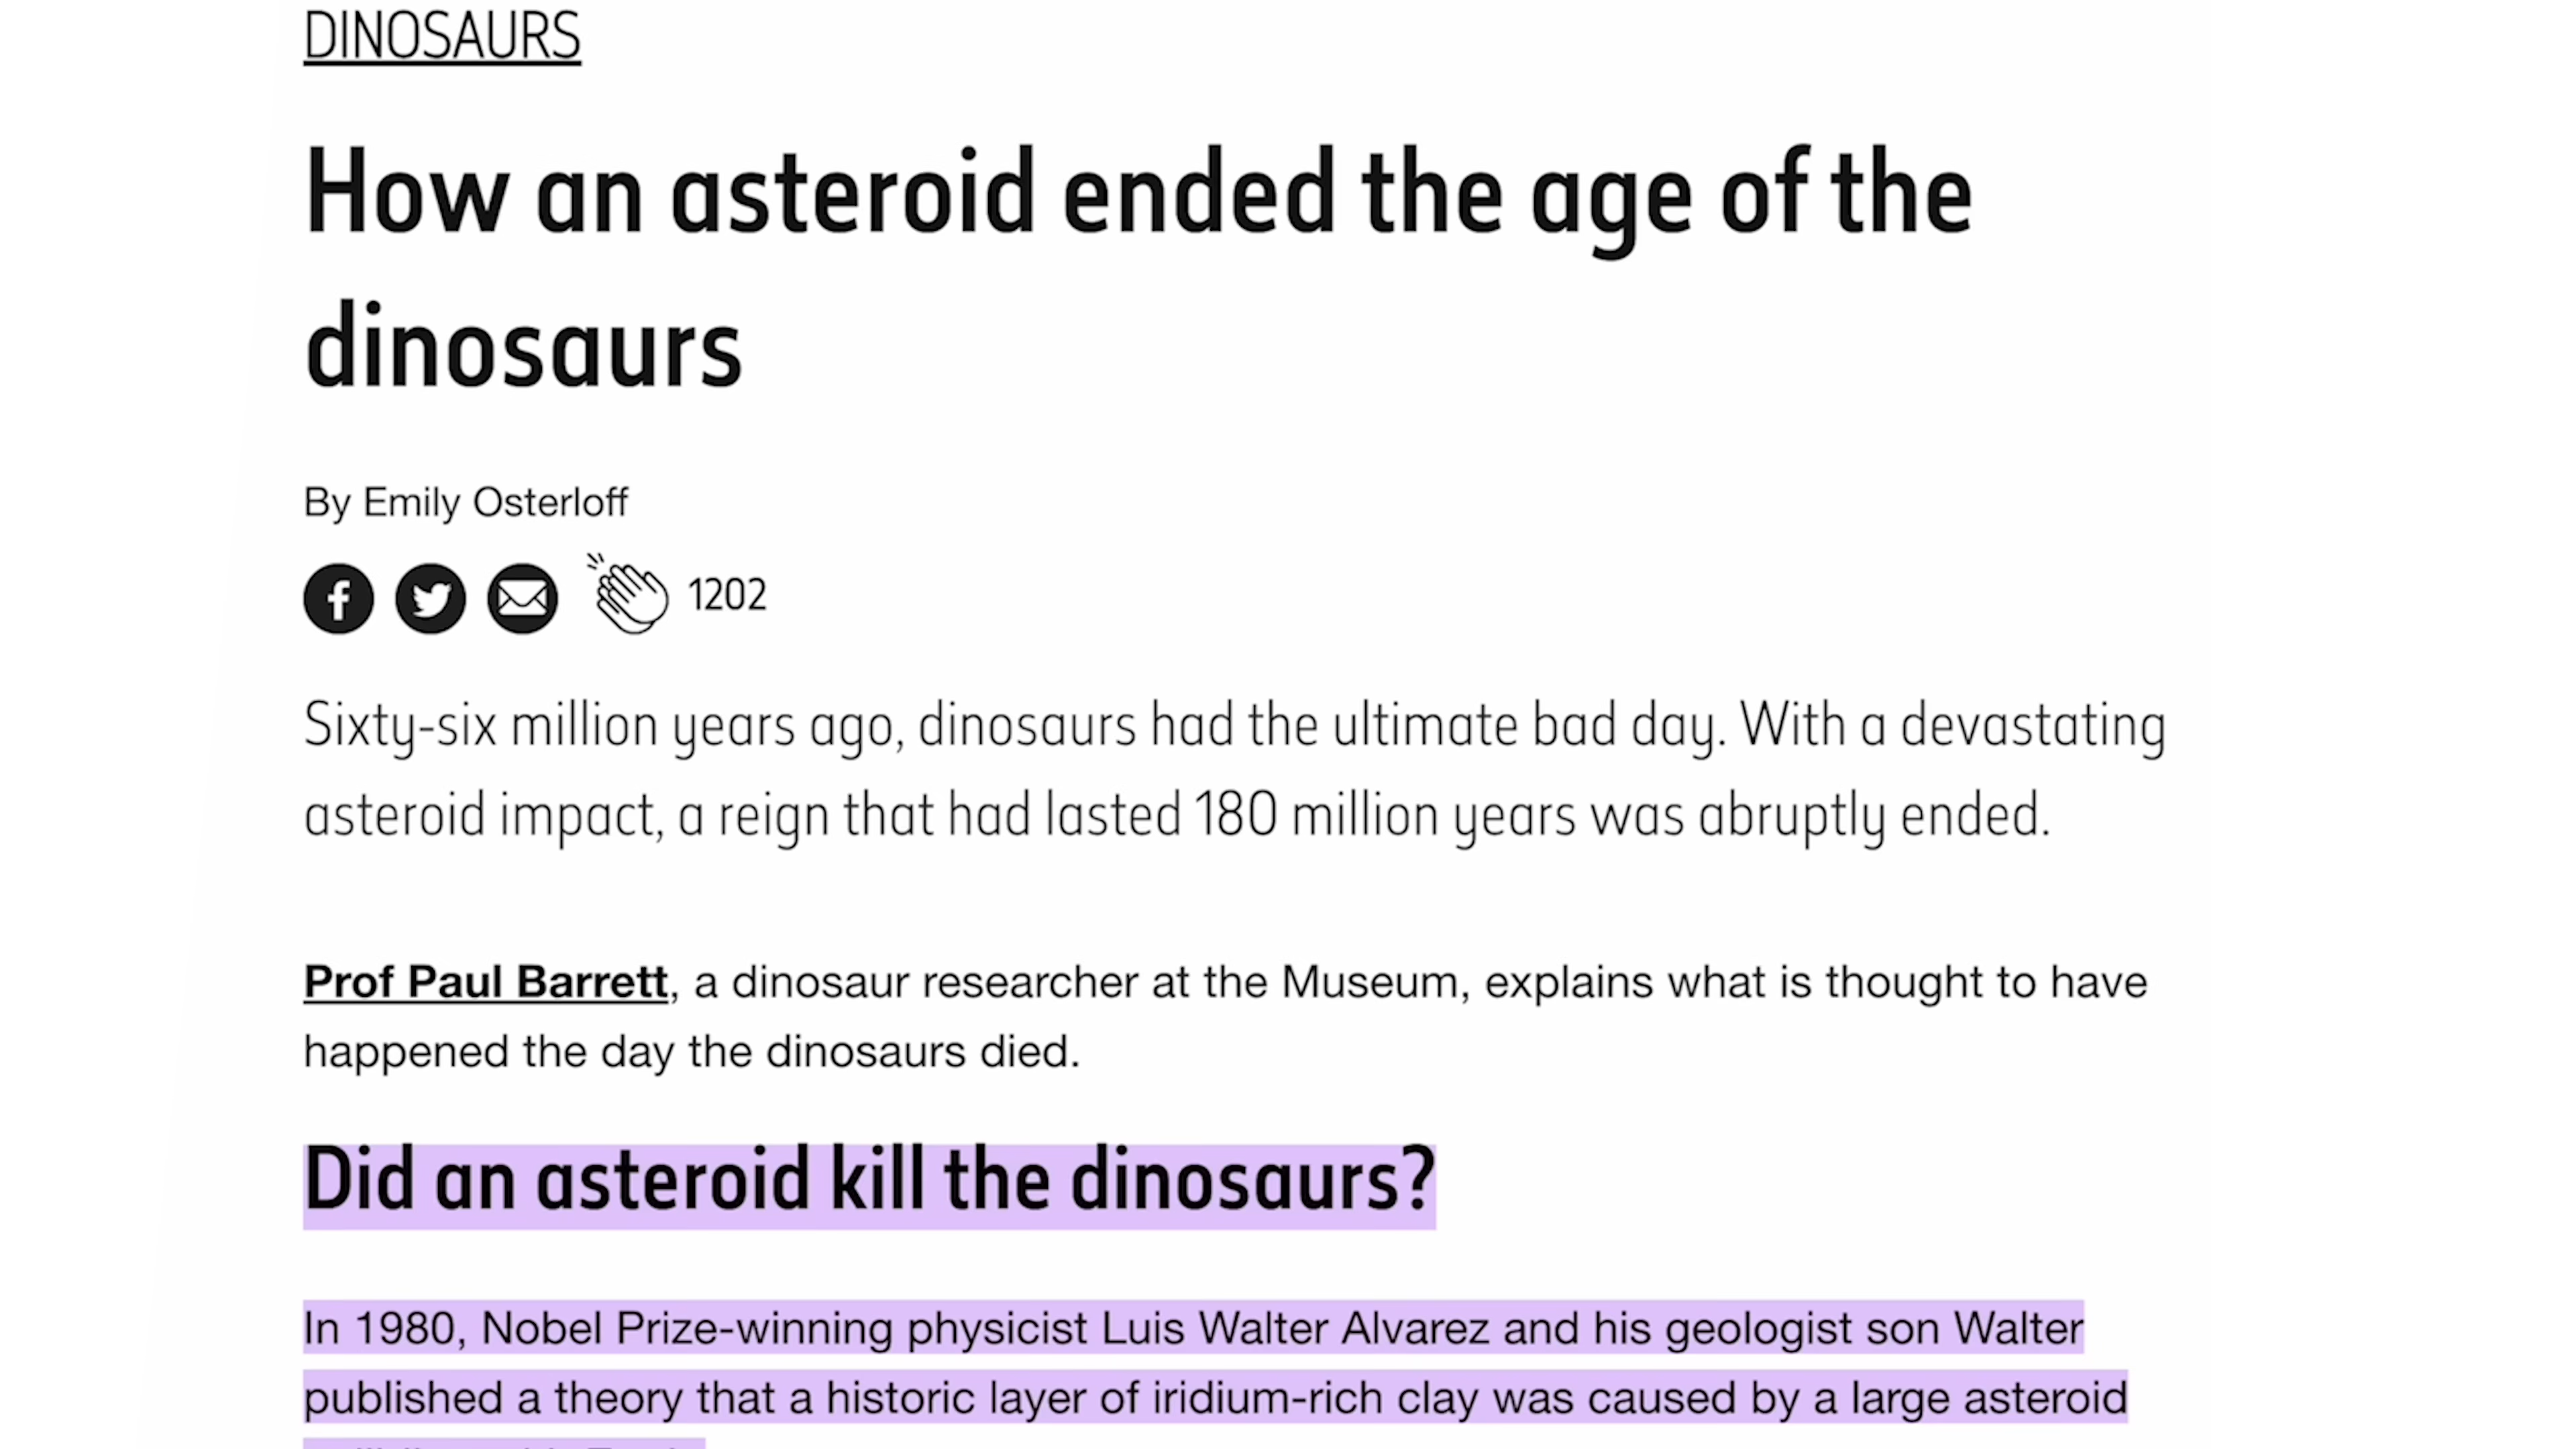 DINOSAURS
How an asteroid ended the age of the
dinosaurs
By Emily Osterloff
1202
Sixty-six million years ago, dinosaurs had the ultimate bad day. With a devastating
asteroid impact, a reign that had lasted 180 million years was abruptly ended.
Prof Paul Barrett, a dinosaur researcher at the Museum, explains what is thought to have
happened the day the dinosaurs died.
Did an asteroid kill the dinosaurs?
In 1980, Nobel Prize-winning physicist Luis Walter Alvarez and his geologist son Walter
published a theory that a historic layer of iridium-rich clay was caused by a large asteroid